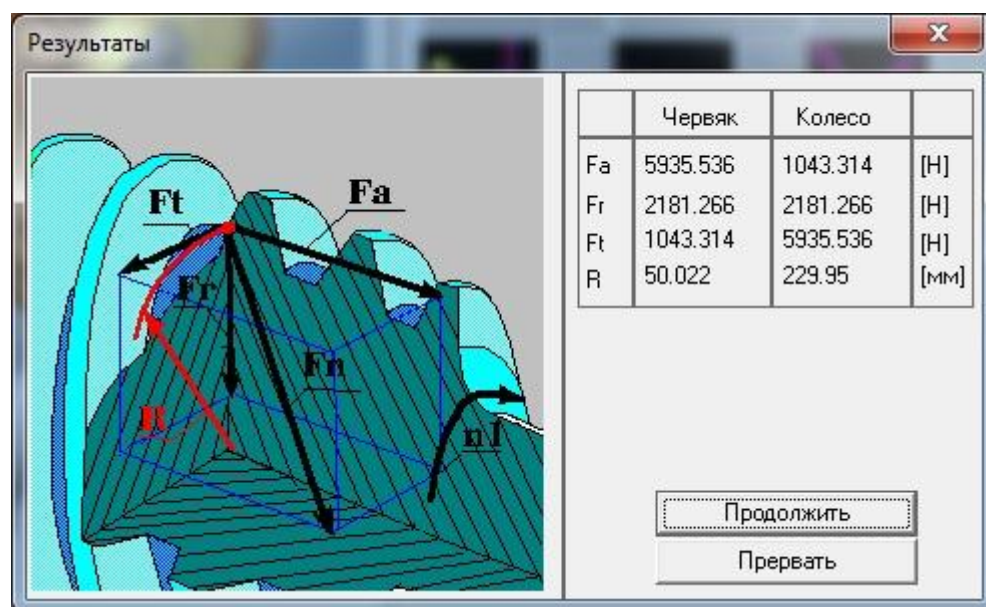 Результаты
Ft
Fa
Fr
Fn
R
n1
Червяк Колесо
Fa 5935.536 1043.314 [Н]
Fr 2181.266 2181.266 [Н]
Ft 1043.314 5935.536 [Н]
R 50.022 229.95 [мм]
Продолжить
Прервать